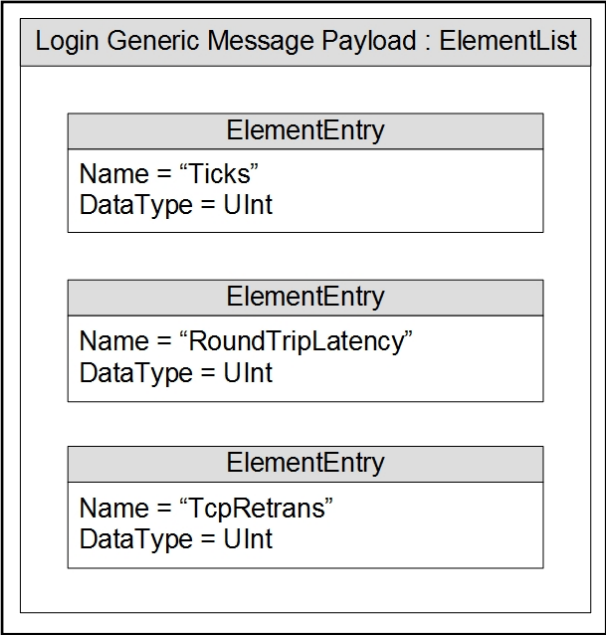 Login Generic Message Payload : ElementList
ElementEntry
Name = “Ticks”
DataType = UInt
ElementEntry
Name = “RoundTripLatency”
DataType = UInt
ElementEntry
Name = “TcpRetrans”
DataType = UInt